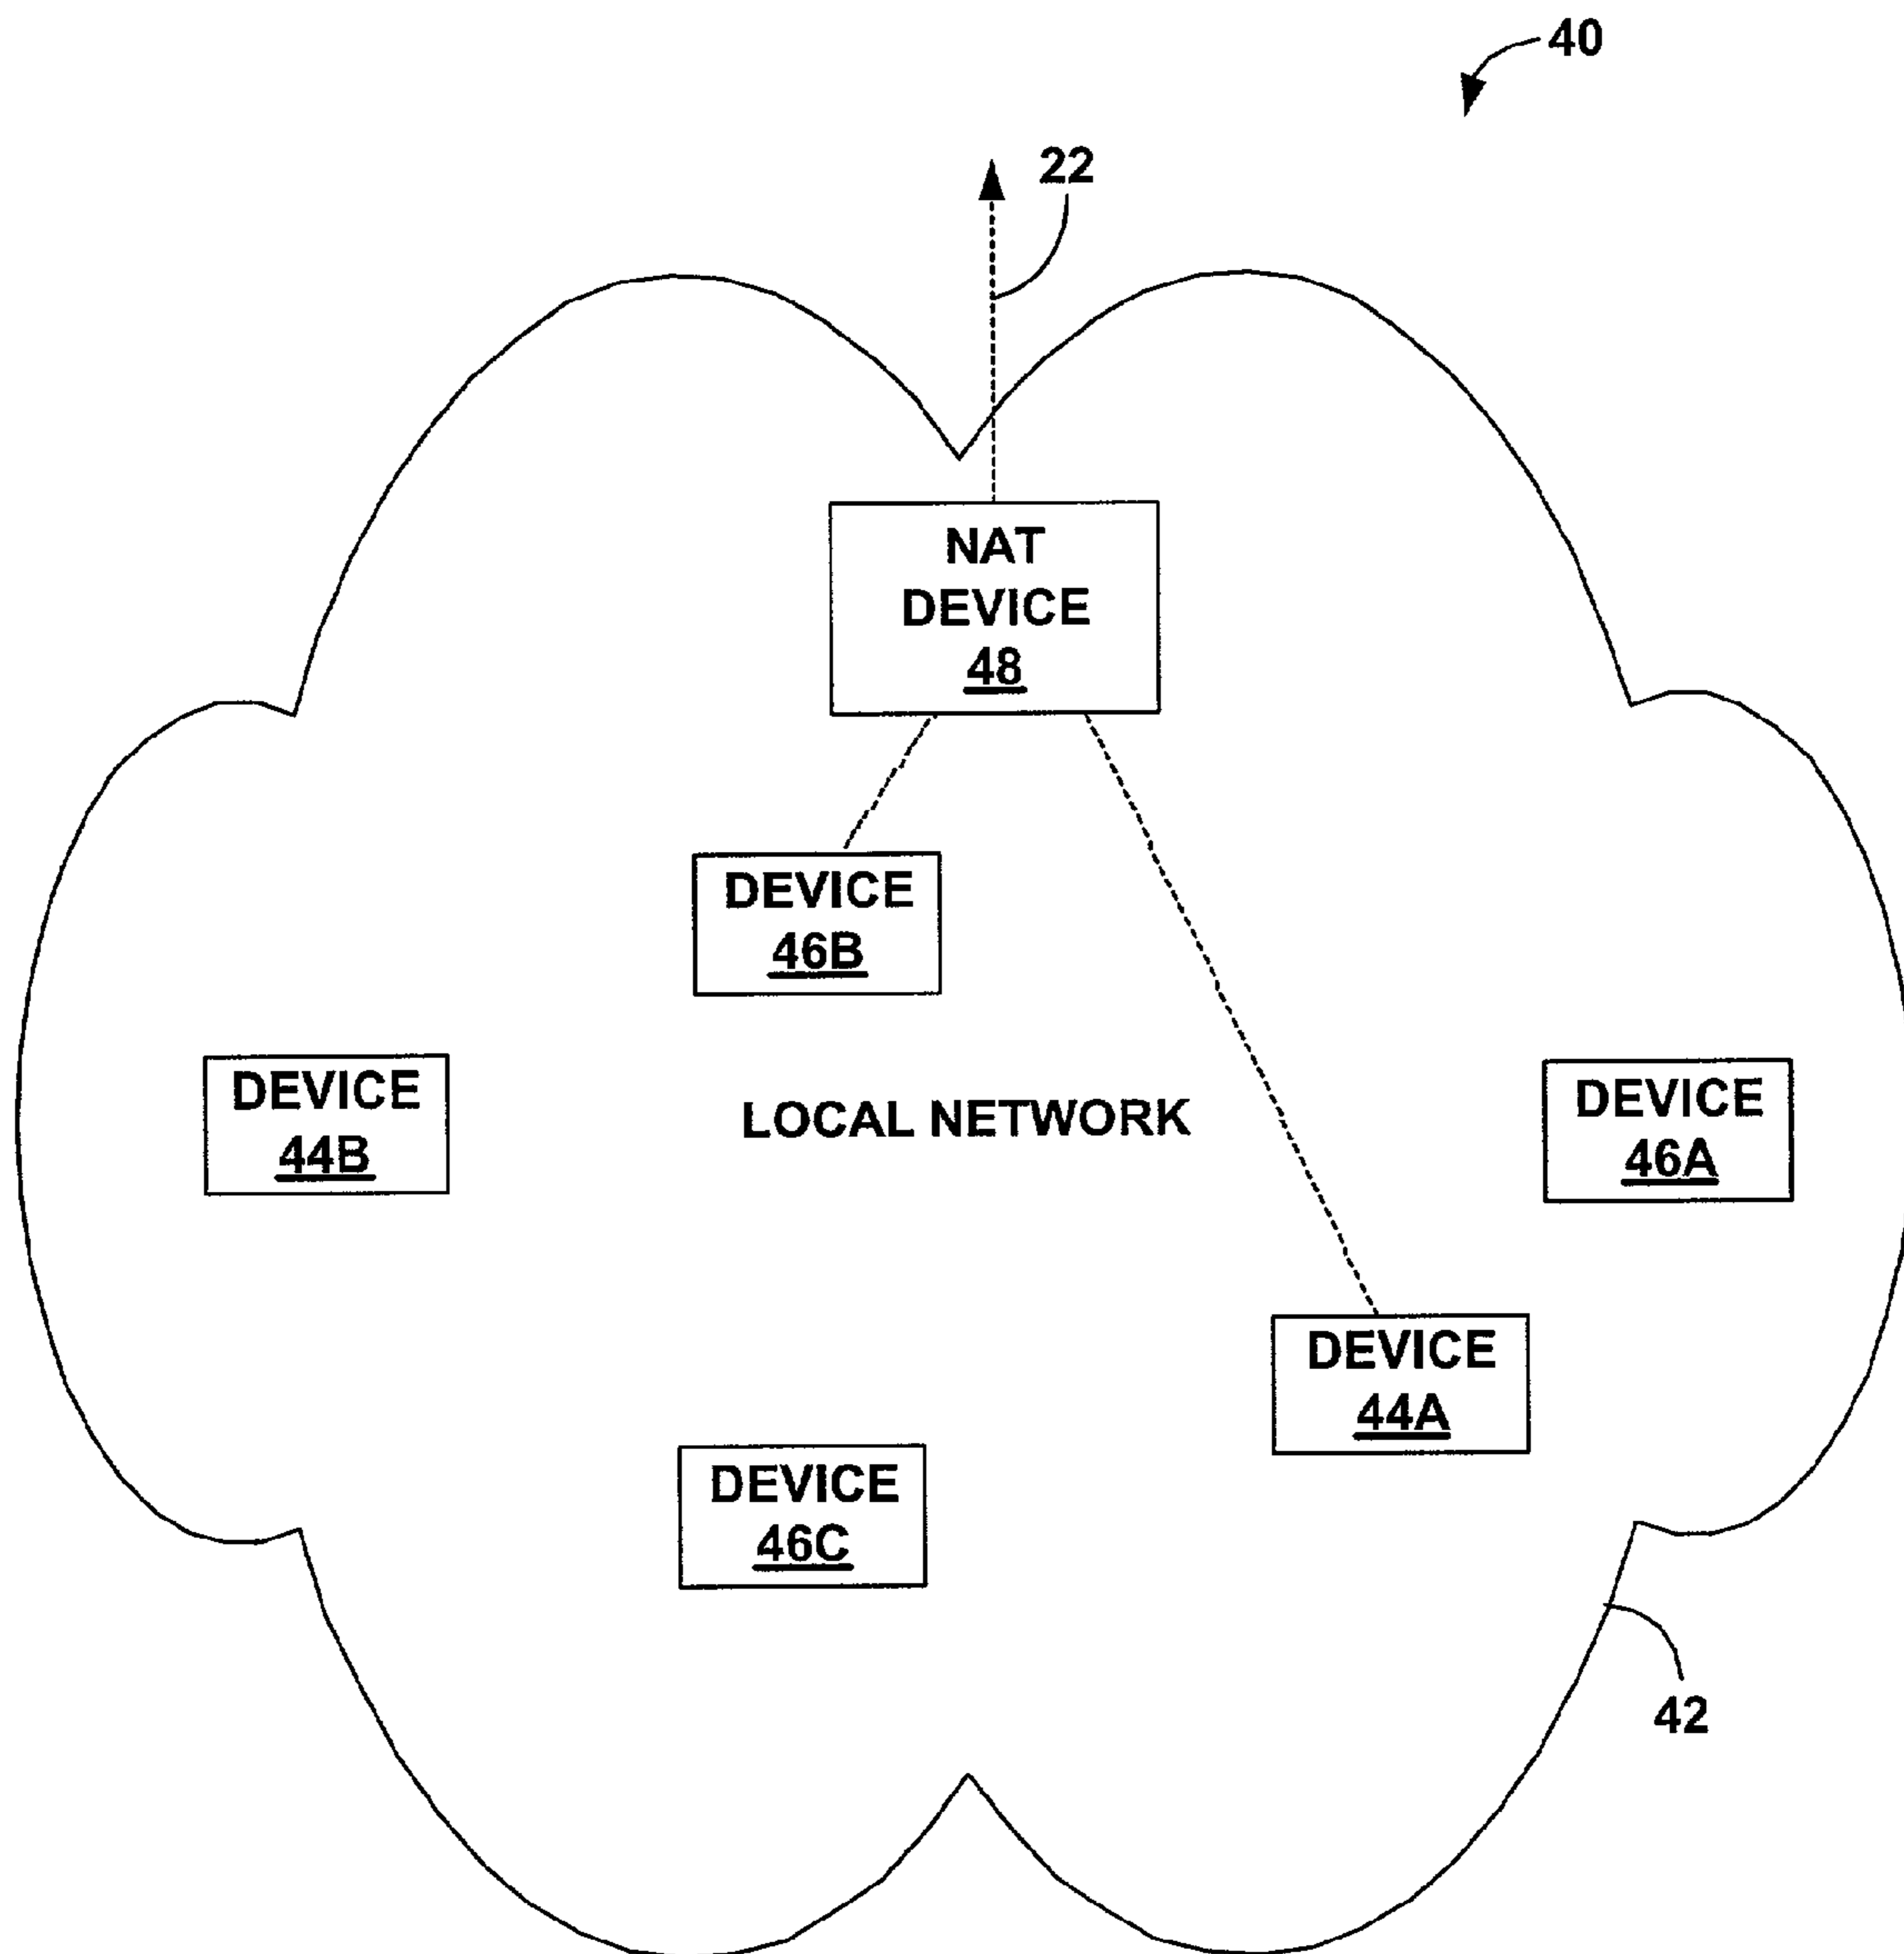 40
22
NAT
DEVICE
48
DEVICE
46B
DEVICE
44B
LOCAL NETWORK
DEVICE
46A
DEVICE
44A
DEVICE
46C
42